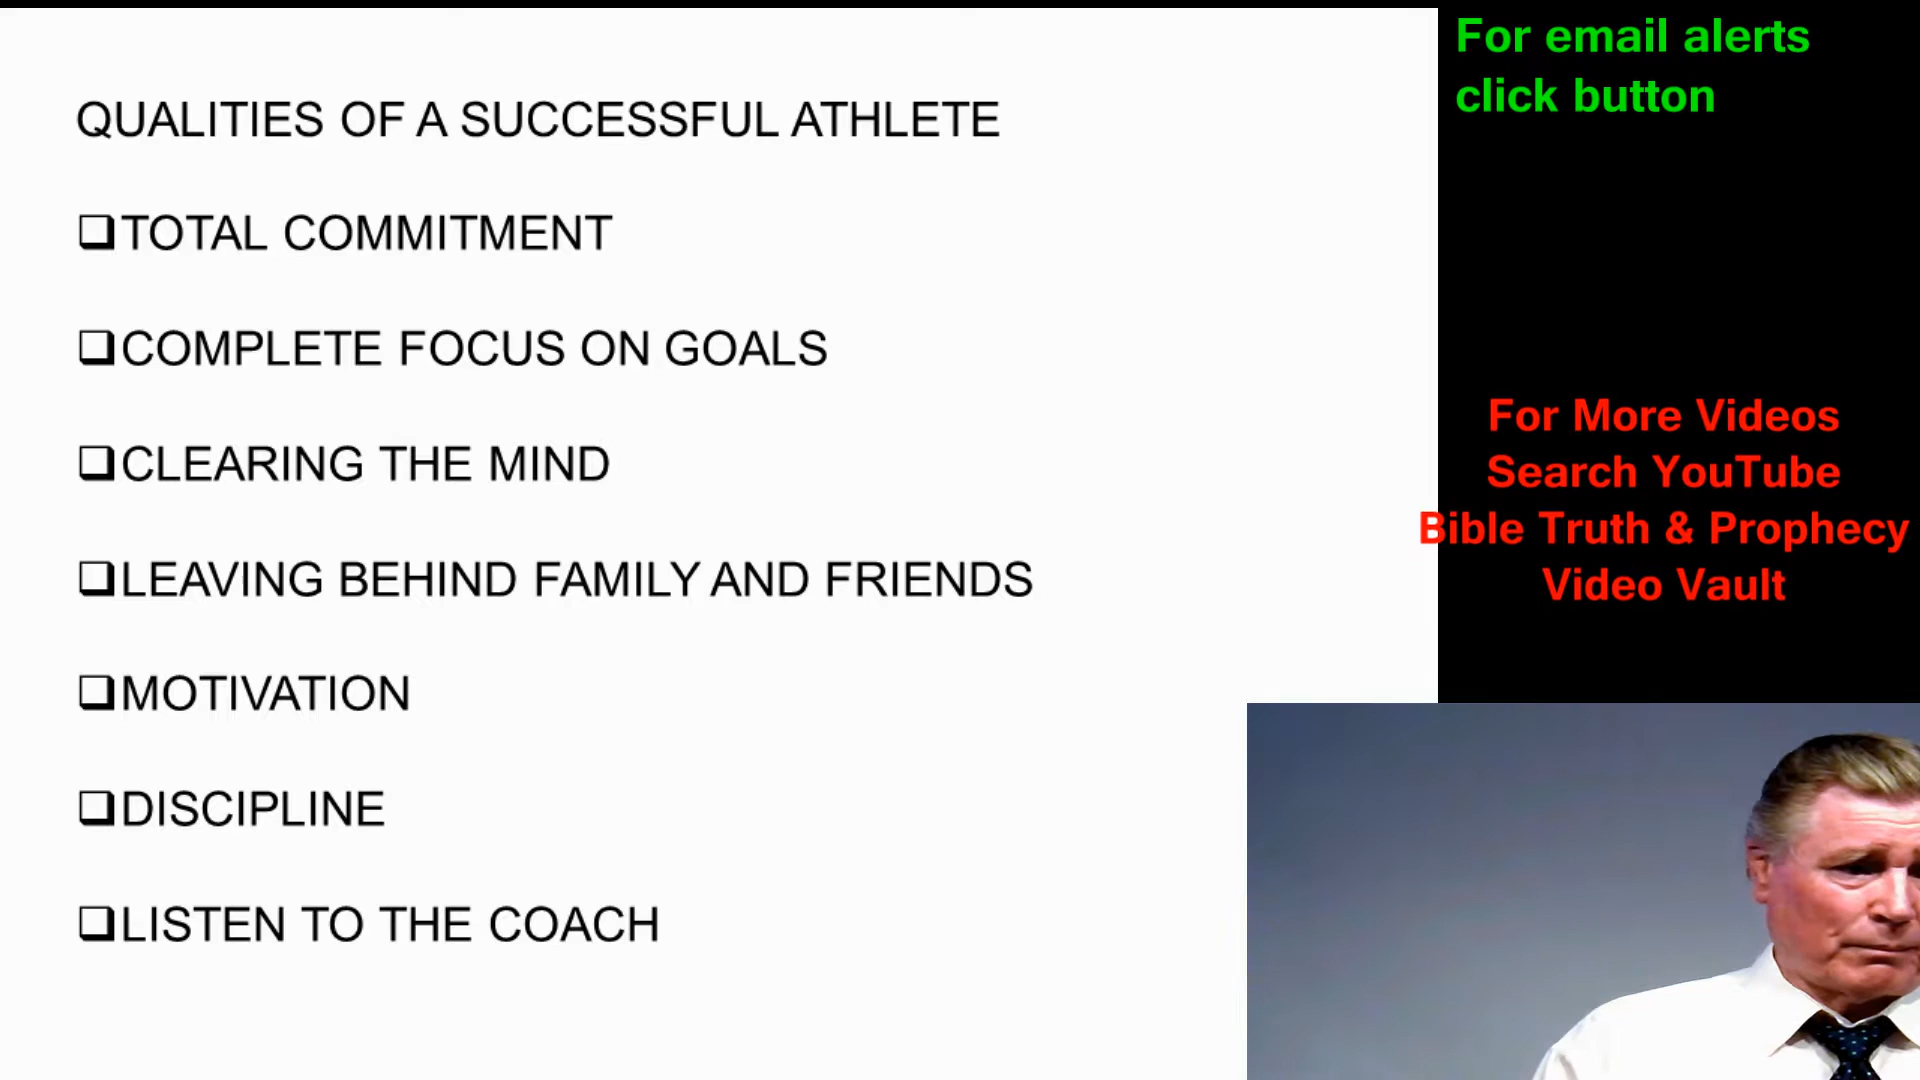 QUALITIES OF A SUCCESSFUL ATHLETE
❑TOTAL COMMITMENT
❑COMPLETE FOCUS ON GOALS
❑CLEARING THE MIND
❑LEAVING BEHIND FAMILY AND FRIENDS
❑MOTIVATION
❑DISCIPLINE
❑LISTEN TO THE COACH
For email alerts
click button
For More Videos
Search YouTube
Bible Truth & Prophecy
Video Vault